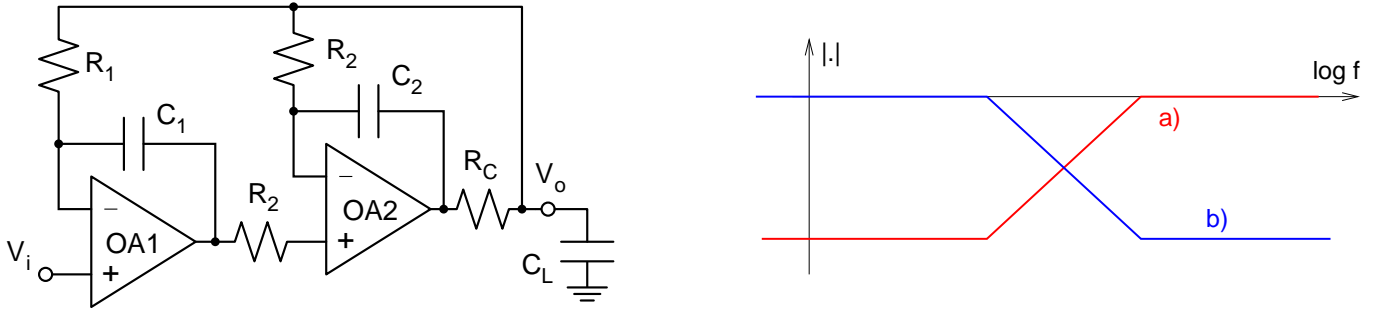 R1
R2
C1
C2
Vi
OA1
−
+
R2
OA2
−
+
RC
Vo
CL
|.|
log f
a)
b)